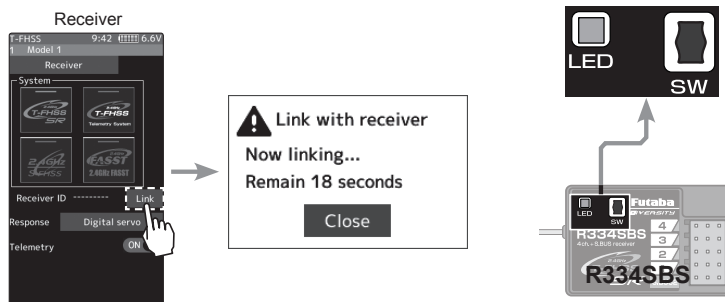 Receiver
T-FHSS 9:42 6.6V
1 Model 1
Receiver
System
T-FHSS
SR
T-FHSS
Telemetry System
2.4GHz
S-FHSS
FASST
2.4GHz FASST
Receiver ID --------- Link
Response Digital servo
Telemetry ON
Link with receiver
Now linking...
Remain 18 seconds
Close
LED SW
Futaba
DIVERSITY
LED SW
R334SBS
4ch. + S.BUS receiver
4
3
2
R334SBS